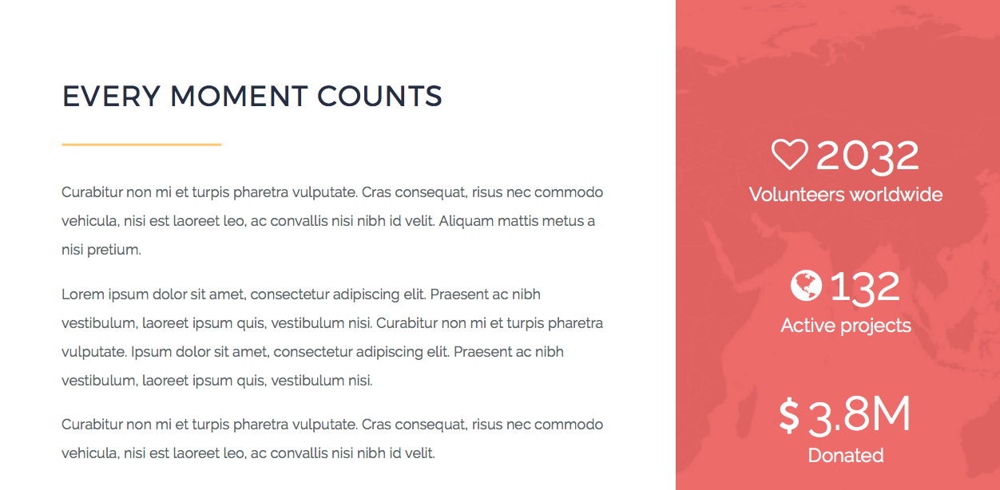 EVERY MOMENT COUNTS
Curabitur non mi et turpis pharetra vulputate. Cras consequat, risus nec commodo
vehicula, nisi est laoreet leo, ac convallis nisi nibh id velit. Aliquam mattis metus a
nisi pretium.
Lorem ipsum dolor sit amet, consectetur adipiscing elit. Praesent ac nibh
vestibulum, laoreet ipsum quis, vestibulum nisi. Curabitur non mi et turpis pharetra
vulputate. Ipsum dolor sit amet, consectetur adipiscing elit. Praesent ac nibh
vestibulum, laoreet ipsum quis, vestibulum nisi.
Curabitur non mi et turpis pharetra vulputate. Cras consequat, risus nec commodo
vehicula, nisi est laoreet leo, ac convallis nisi nibh id velit.
2032
Volunteers worldwide
132
Active projects
$ 3.8M
Donated